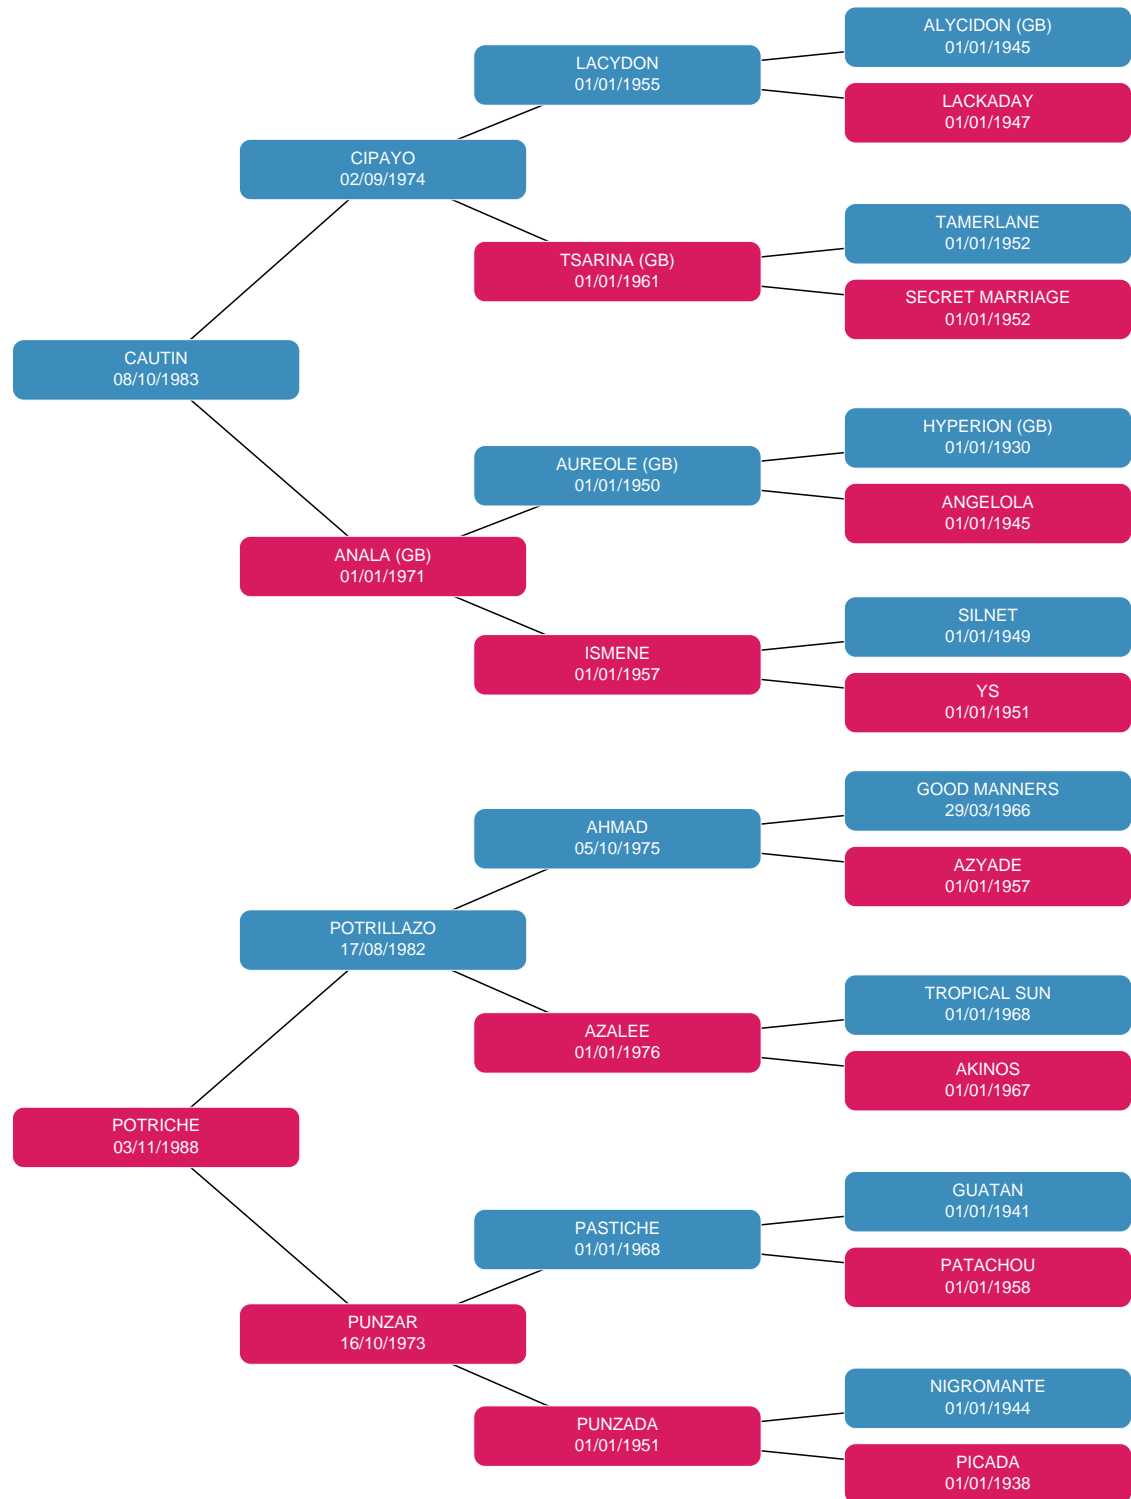 ALYCIDON (GB)
01/01/1945
LACYDON
01/01/1955
LACKADAY
01/01/1947
CIPAYO
02/09/1974
TAMERLANE
01/01/1952
TSARINA (GB)
01/01/1961
SECRET MARRIAGE
01/01/1952
CAUTIN
08/10/1983
HYPERION (GB)
01/01/1930
AUREOLE (GB)
01/01/1950
ANGELOLA
01/01/1945
ANALA (GB)
01/01/1971
SILNET
01/01/1949
ISMENE
01/01/1957
YS
01/01/1951
GOOD MANNERS
29/03/1966
AHMAD
05/10/1975
AZYADE
01/01/1957
POTRILLAZO
17/08/1982
TROPICAL SUN
01/01/1968
AZALEE
01/01/1976
AKINOS
01/01/1967
POTRICHE
03/11/1988
GUATAN
01/01/1941
PASTICHE
01/01/1968
PATACHOU
01/01/1958
PUNZAR
16/10/1973
NIGROMANTE
01/01/1944
PUNZADA
01/01/1951
PICADA
01/01/1938